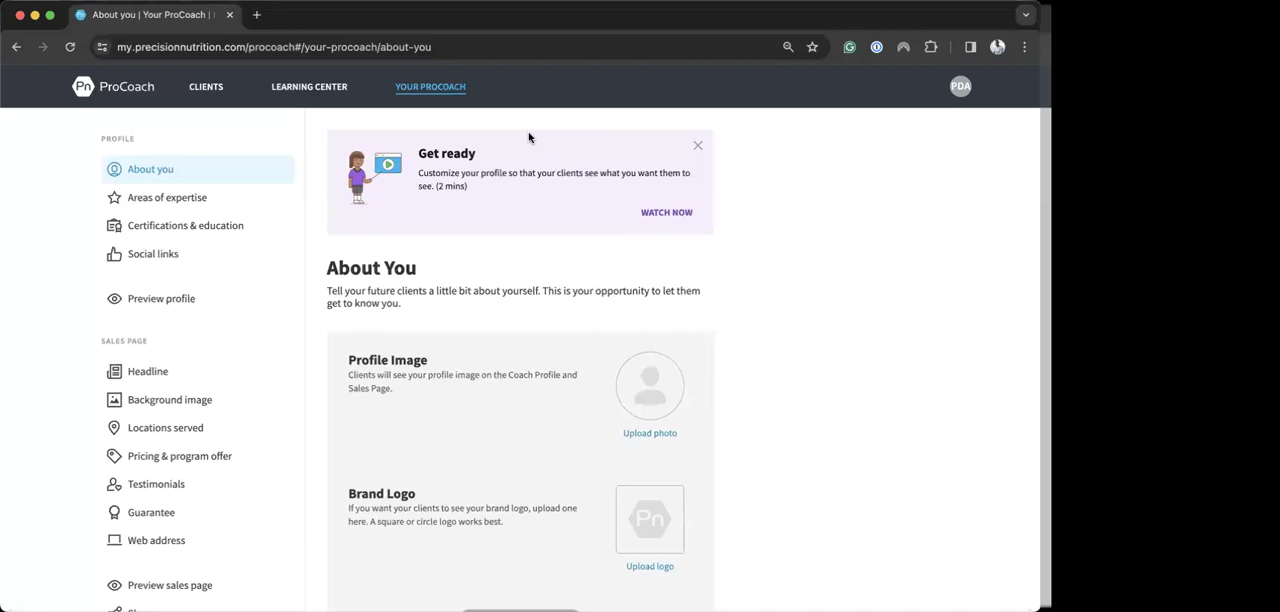 About you | Your ProCoach |
my.precisionnutrition.com/procoach#/your-procoach/about-you
Pn ProCoach
CLIENTS
LEARNING CENTER
YOUR PROCOACH
PDA
PROFILE
About you
Areas of expertise
Certifications & education
Social links
Preview profile
SALES PAGE
Headline
Background image
Locations served
Pricing & program offer
Testimonials
Guarantee
Web address
Preview sales page
Get ready
Customize your profile so that your clients see what you want them to
see. (2 mins)
WATCH NOW
About You
Tell your future clients a little bit about yourself. This is your opportunity to let them
get to know you.
Profile Image
Clients will see your profile image on the Coach Profile and
Sales Page.
Upload photo
Brand Logo
If you want your clients to see your brand logo, upload one
here. A square or circle logo works best.
Pn
Upload logo